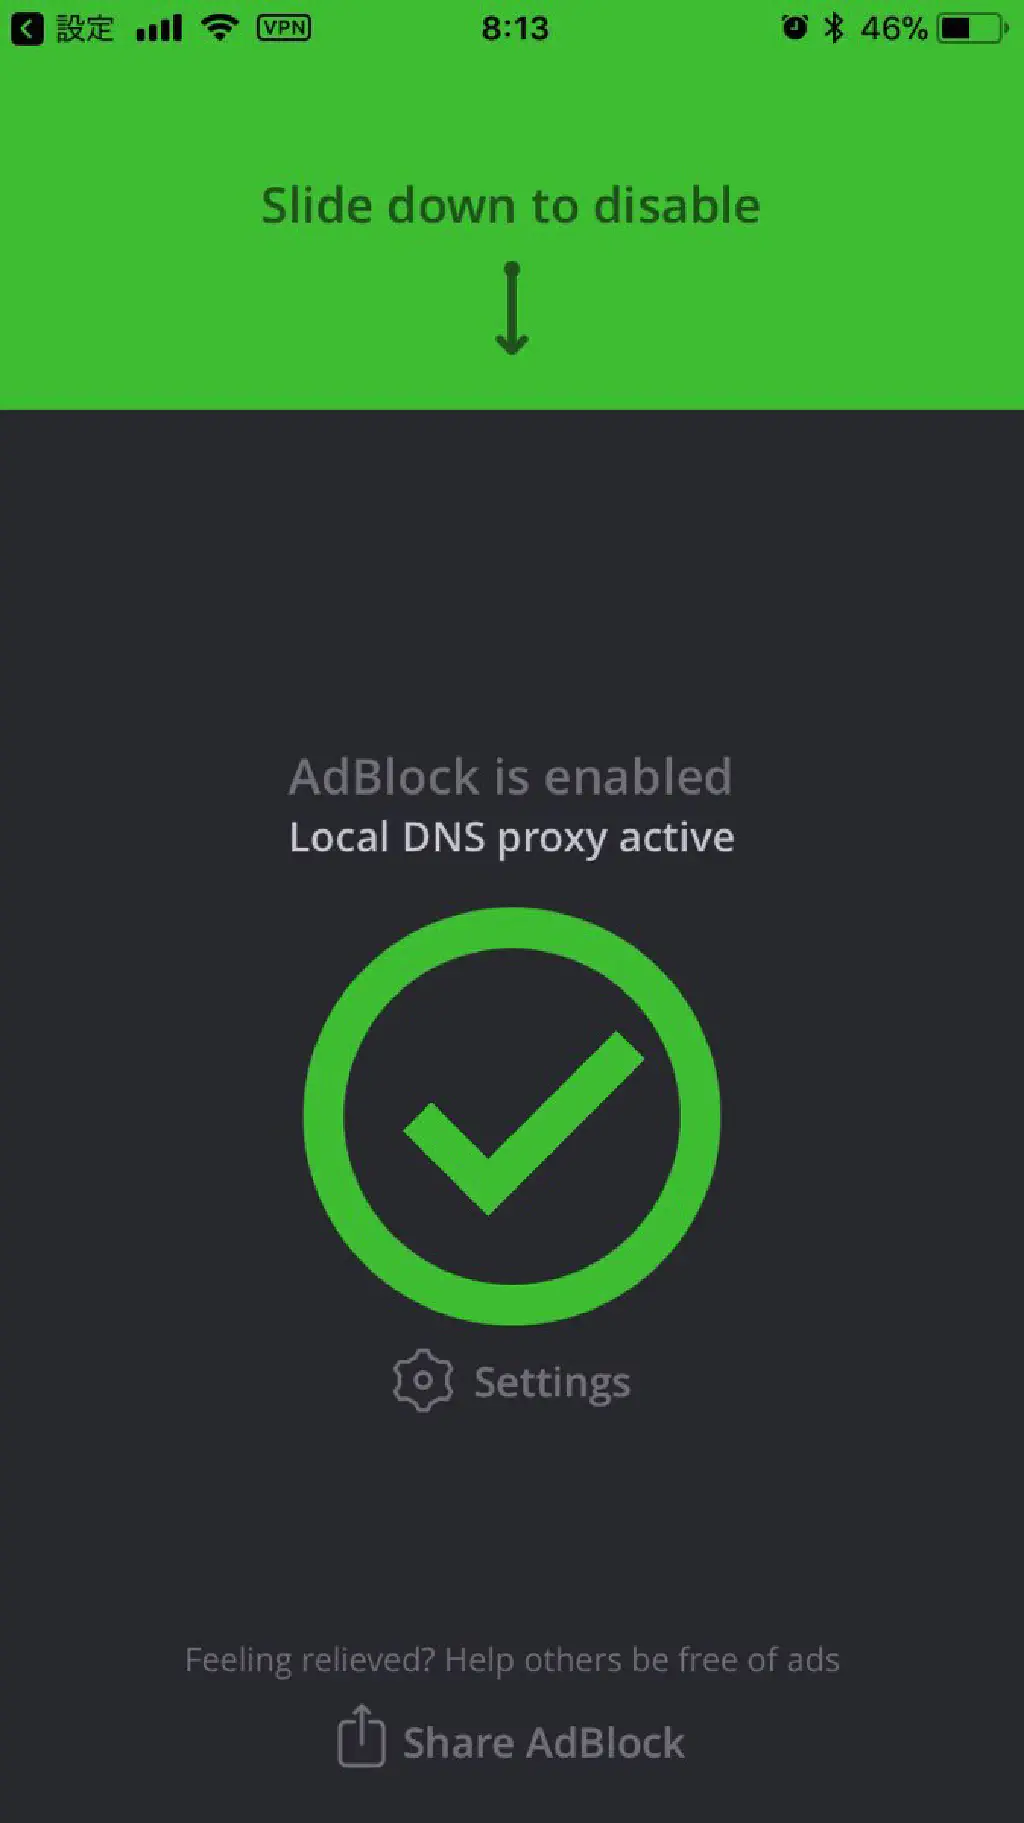 設定 VPN 8:13 46%
Slide down to disable
AdBlock is enabled
Local DNS proxy active
Settings
Feeling relieved? Help others be free of ads
Share AdBlock